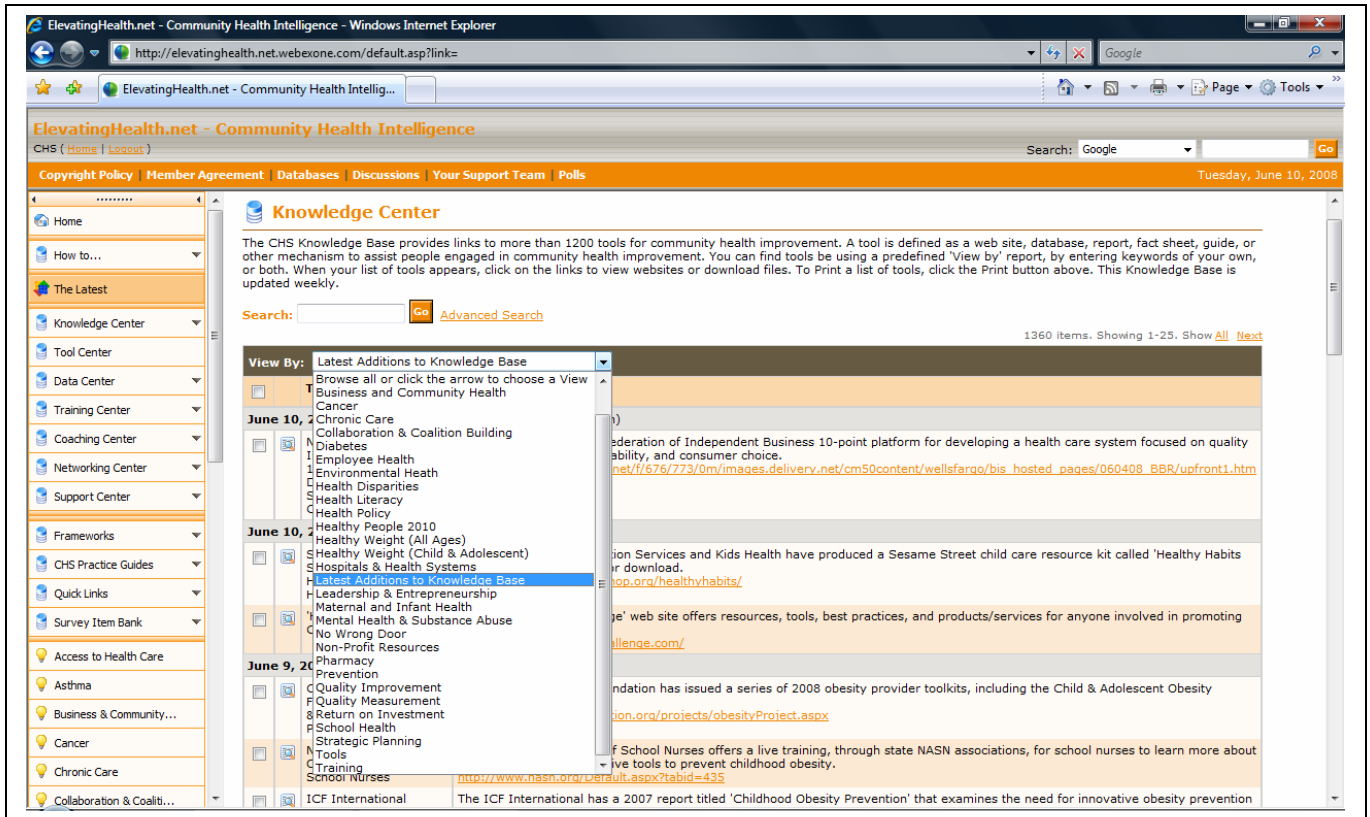 ElevatingHealth.net - Community Health Intelligence - Windows Internet Explorer
http://elevatinghealth.net.webexone.com/default.asp?link=
Google
ElevatingHealth.net - Community Health Intellig...
Page
Tools
ElevatingHealth.net - Community Health Intelligence
CHS ( Home | Logout )
Search: Google
Go
Copyright Policy | Member Agreement | Databases | Discussions | Your Support Team | Polls
Tuesday, June 10, 2008
Home
How to...
The Latest
Knowledge Center
Tool Center
Data Center
Training Center
Coaching Center
Networking Center
Support Center
Frameworks
CHS Practice Guides
Quick Links
Survey Item Bank
Access to Health Care
Asthma
Business & Community...
Cancer
Chronic Care
Collaboration & Coaliti...
Knowledge Center
The CHS Knowledge Base provides links to more than 1200 tools for community health improvement. A tool is defined as a web site, database, report, fact sheet, guide, or
other mechanism to assist people engaged in community health improvement. You can find tools be using a predefined 'View by' report, by entering keywords of your own,
or both. When your list of tools appears, click on the links to view websites or download files. To Print a list of tools, click the Print button above. This Knowledge Base is
updated weekly.
Search:
Go
Advanced Search
1360 items. Showing 1-25. Show All Next
View By: Latest Additions to Knowledge Base
Browse all or click the arrow to choose a View
Business and Community Health
Cancer
Chronic Care
Collaboration & Coalition Building
Diabetes
Employee Health
Environmental Heath
Health Disparities
Health Literacy
Health Policy
Healthy People 2010
Healthy Weight (All Ages)
Healthy Weight (Child & Adolescent)
Hospitals & Health Systems
Latest Additions to Knowledge Base
Leadership & Entrepreneurship
Maternal and Infant Health
Mental Health & Substance Abuse
No Wrong Door
Non-Profit Resources
Pharmacy
Prevention
Quality Improvement
Quality Measurement
Return on Investment
School Health
Strategic Planning
Tools
Training
June 10,
ederation of Independent Business 10-point platform for developing a health care system focused on quality
ability, and consumer choice.
net/f/676/773/0m/images.delivery.net/cm50content/wellsfargo/bis_hosted_pages/060408_BBR/upfront1.htm
June 10,
ion Services and Kids Health have produced a Sesame Street child care resource kit called 'Healthy Habits
or download.
hop.org/healthyhabits/
ge' web site offers resources, tools, best practices, and products/services for anyone involved in promoting
allenge.com/
June 9, 20
ndation has issued a series of 2008 obesity provider toolkits, including the Child & Adolescent Obesity
ion.org/projects/obesityProject.aspx
f School Nurses offers a live training, through state NASN associations, for school nurses to learn more about
ive tools to prevent childhood obesity.
School Nurses
http://www.nasn.org/Default.aspx?tabid=435
ICF International
The ICF International has a 2007 report titled 'Childhood Obesity Prevention' that examines the need for innovative obesity prevention